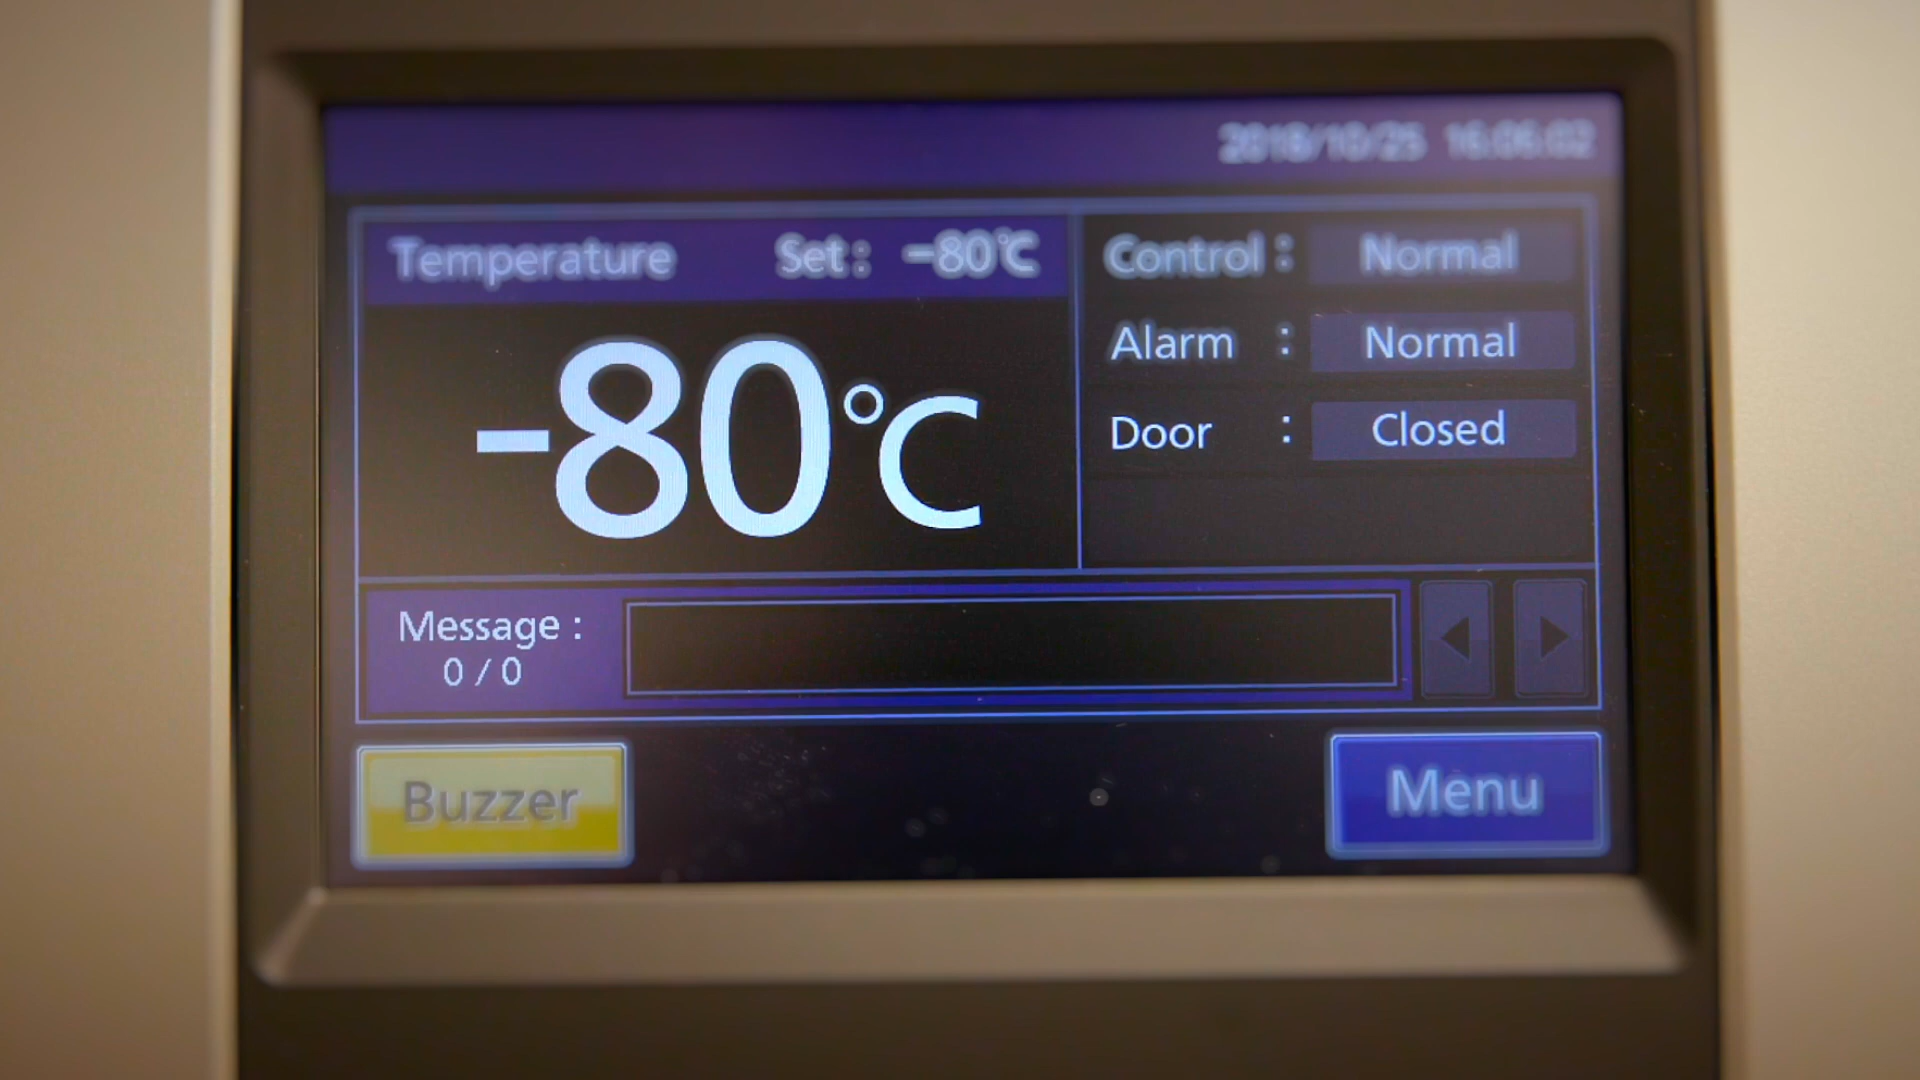 2018/10/25 16:06:02
Temperature Set: -80℃
-80℃
Control : Normal
Alarm : Normal
Door : Closed
Message :
0 / 0
Buzzer
Menu